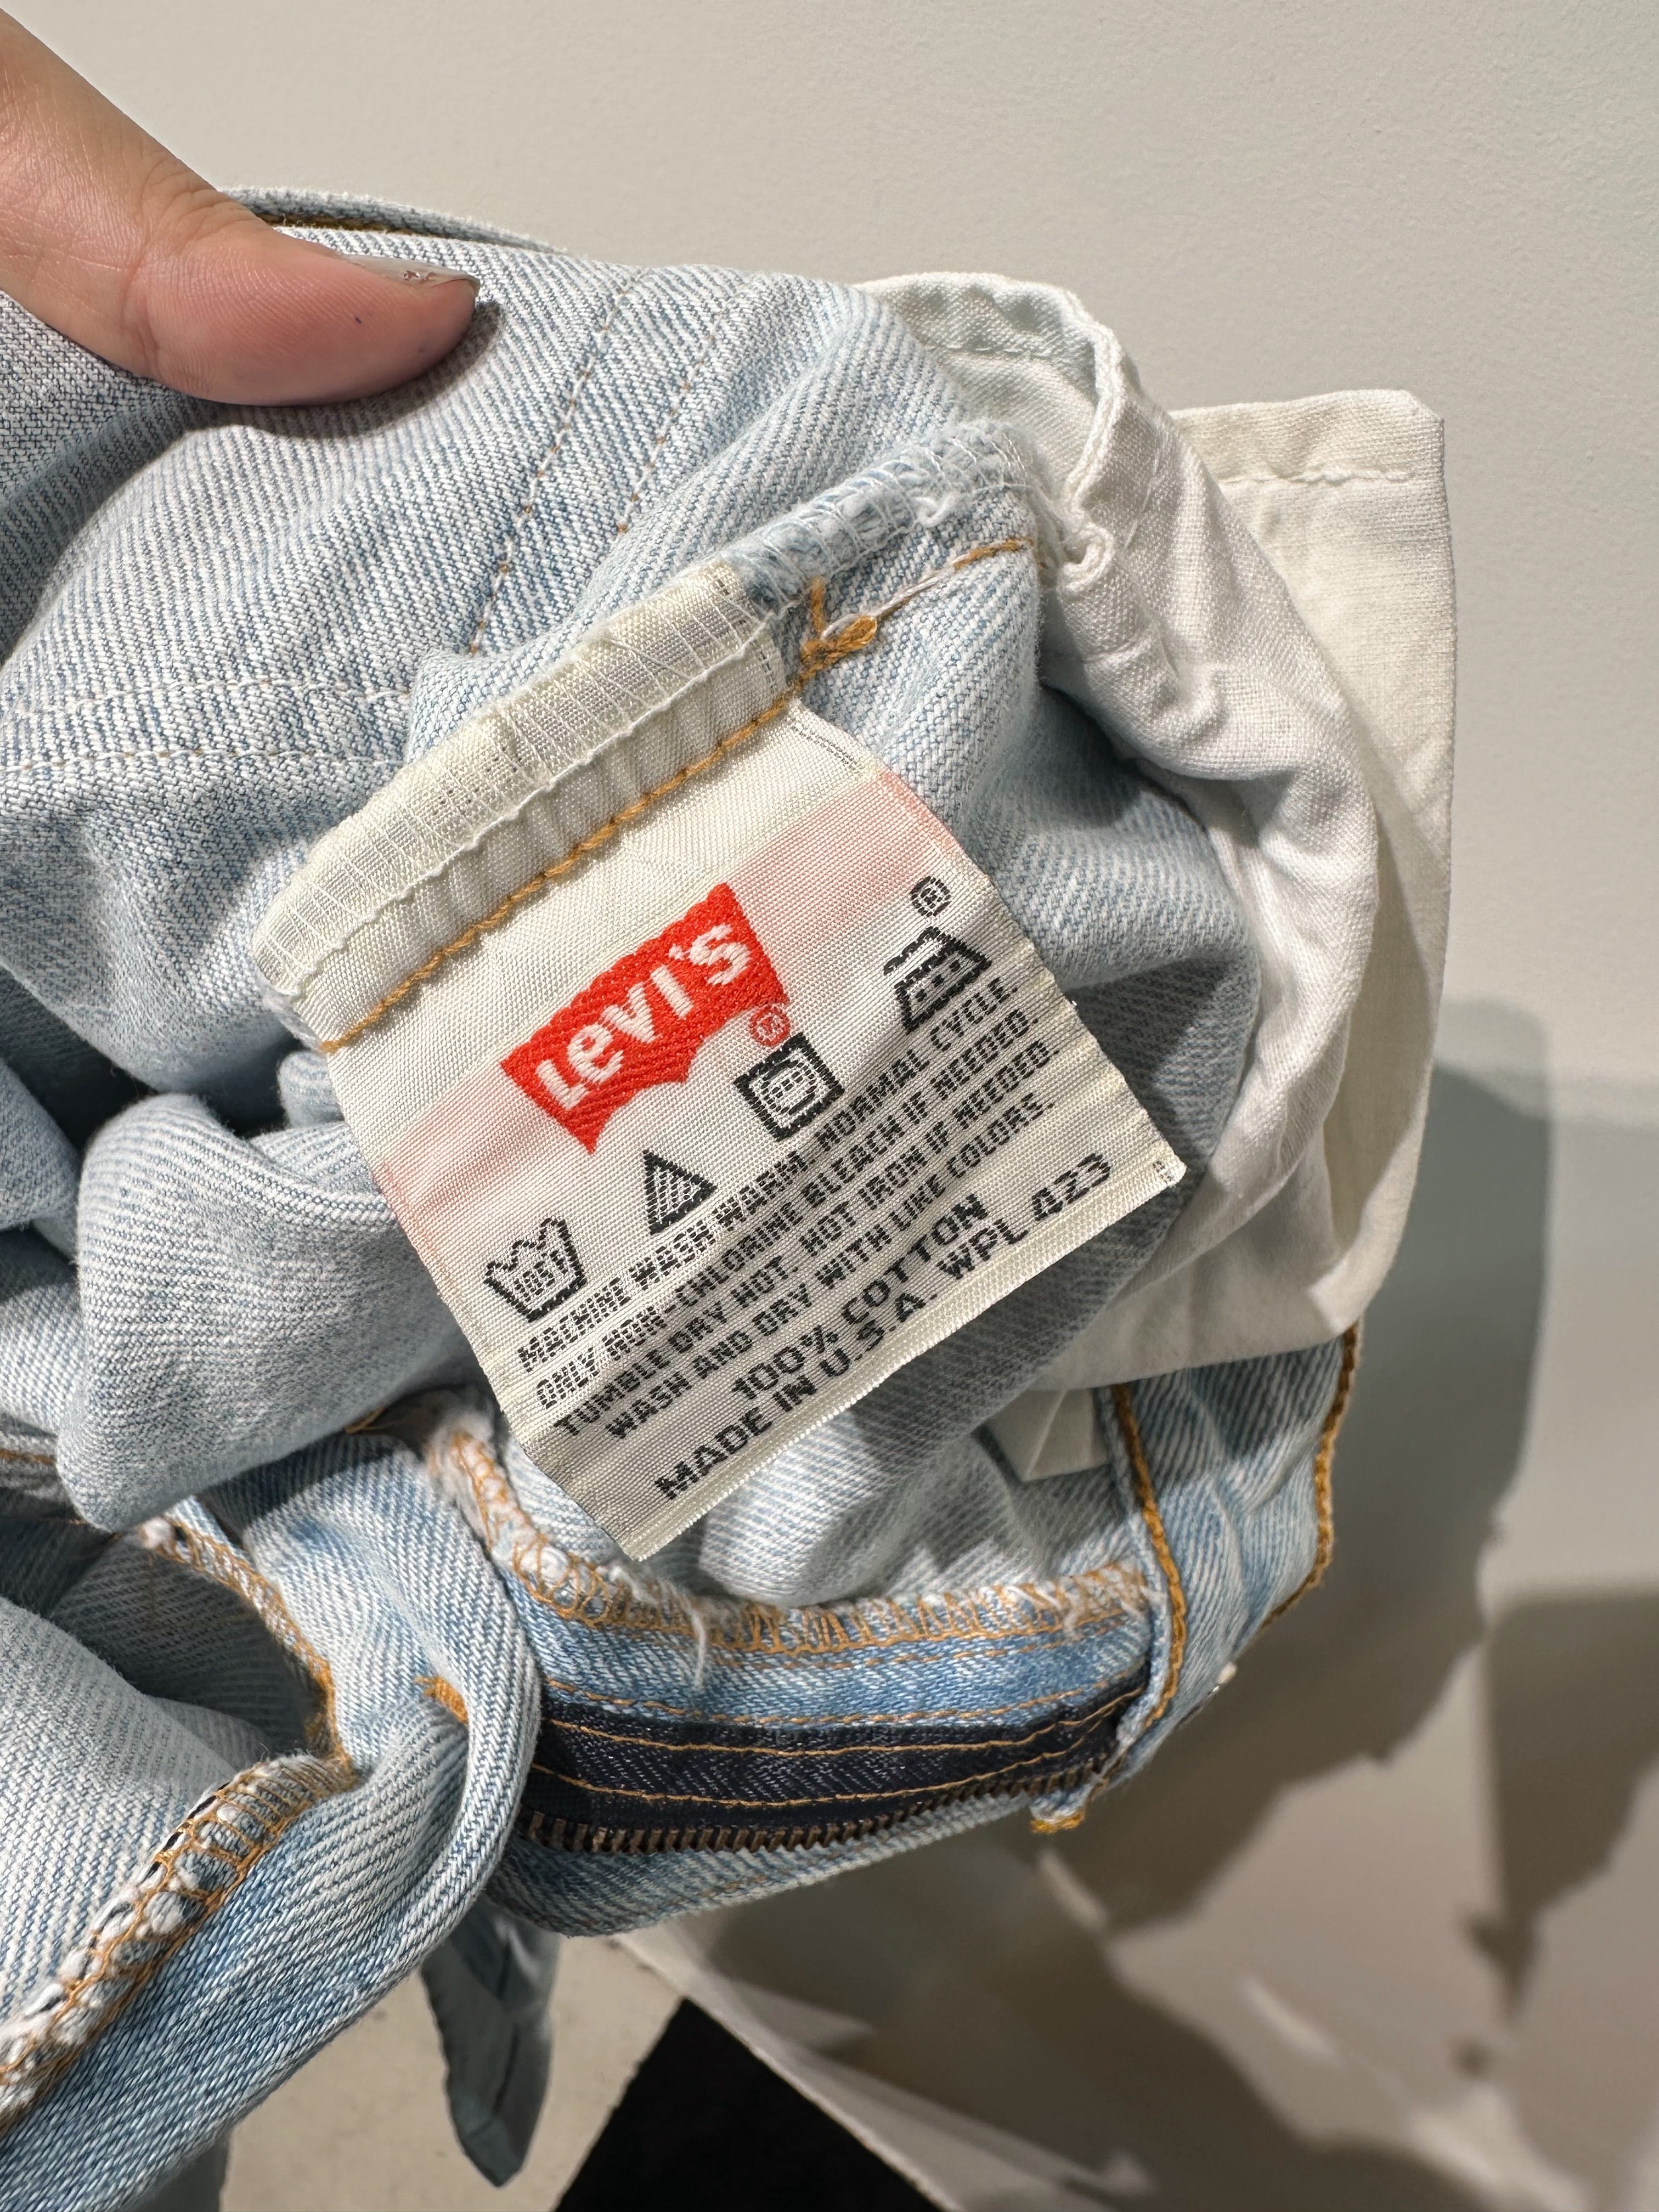 Levi's®
®
MACHINE WASH WARM, NORMAL CYCLE
ONLY NON-CHLORINE BLEACH IF NEEDED.
TUMBLE DRY HOT. HOT IRON IF NEEDED.
WASH AND DRY WITH LIKE COLORS
100% COTTON
MADE IN U.S.A. WPL 423